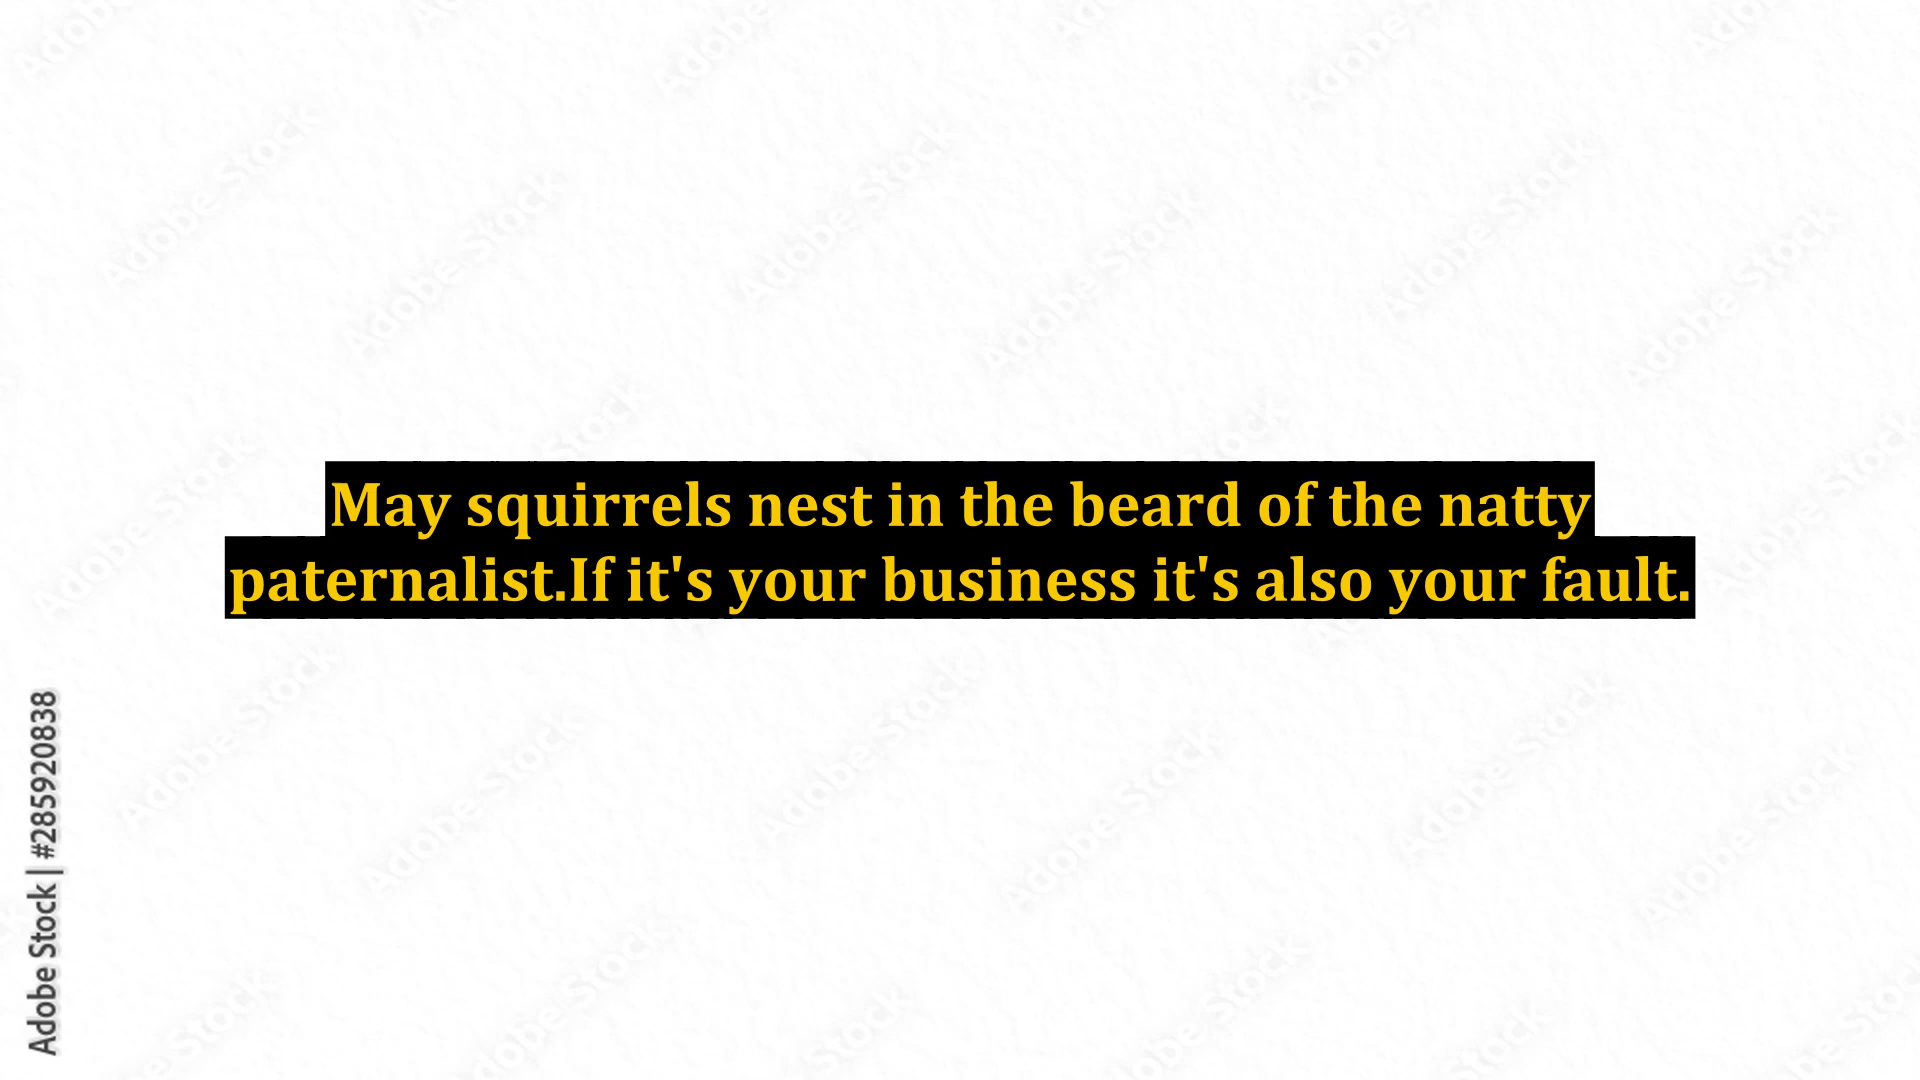 May squirrels nest in the beard of the natty
paternalist.If it's your business it's also your fault.
Adobe Stock | #285920838